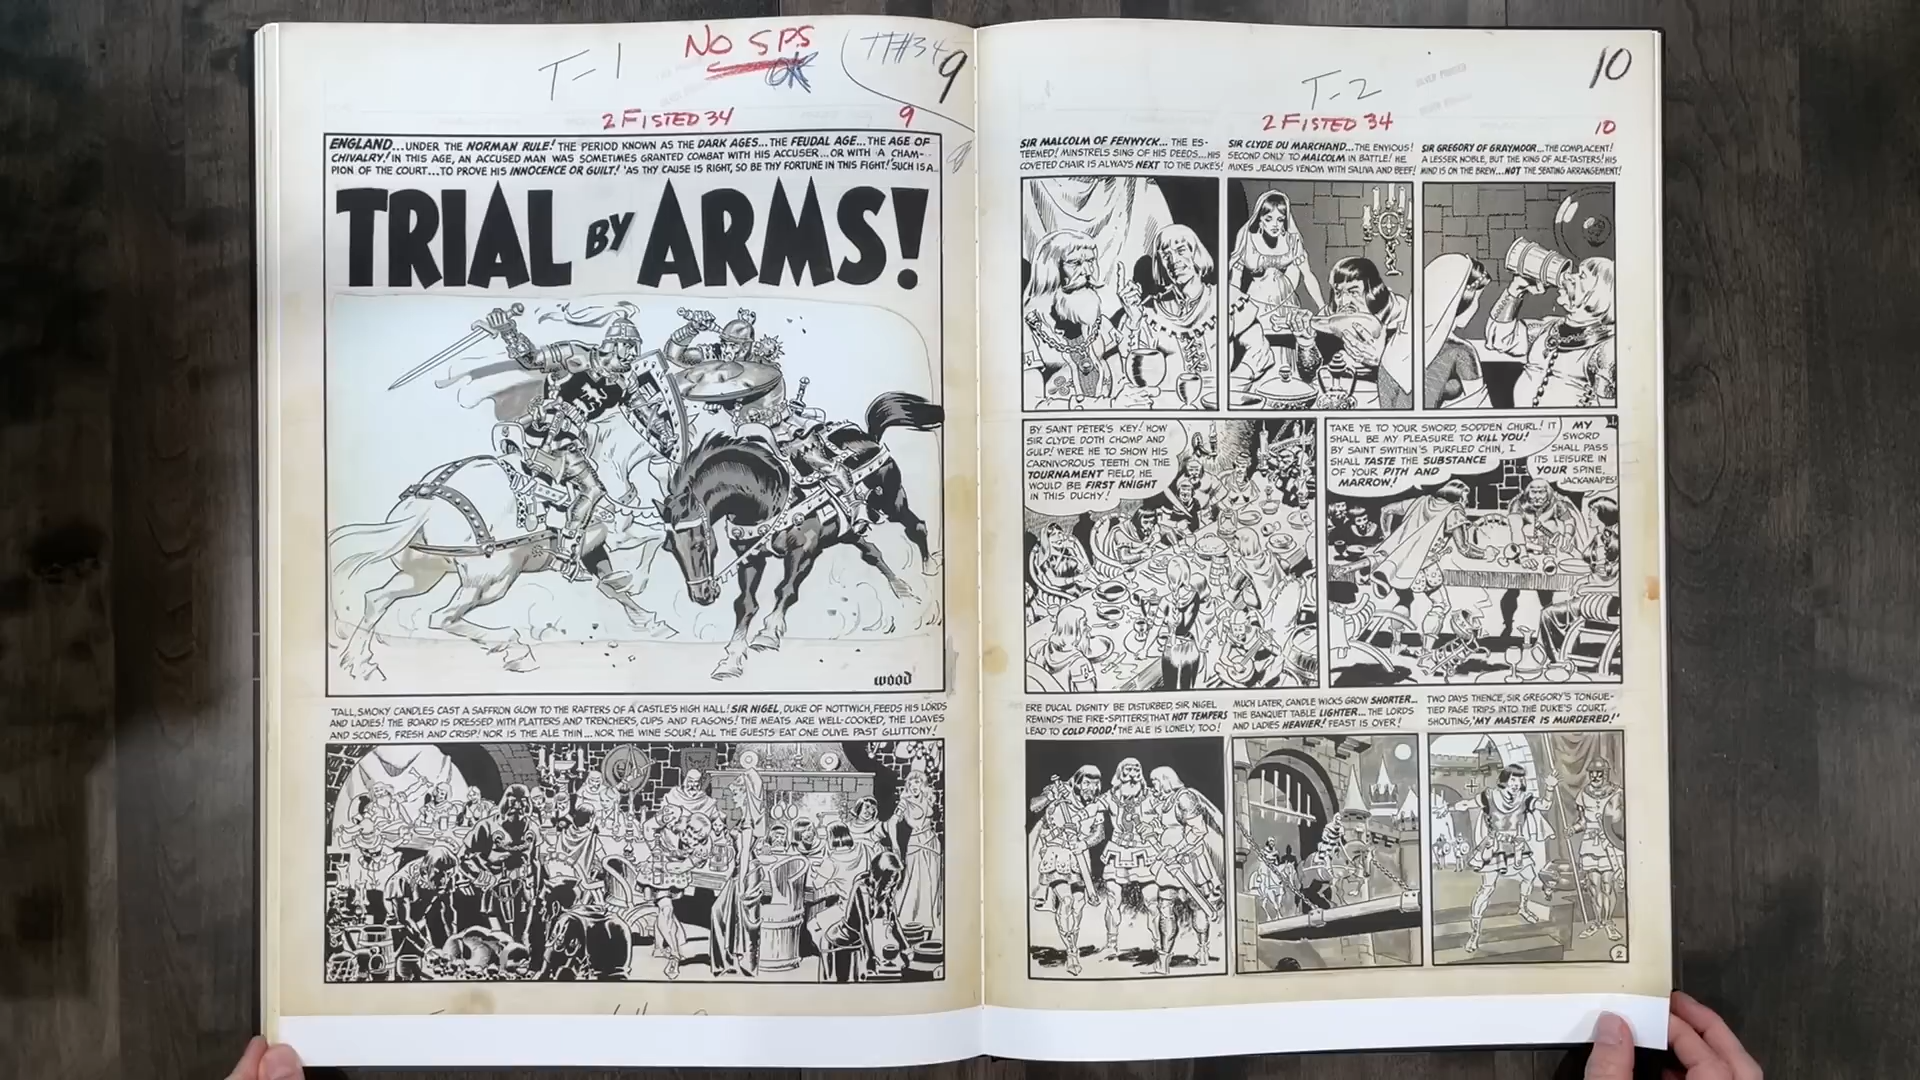 T-1
NO SPS
OK
TT#34
9
2 FISTED 34
9
ENGLAND...UNDER THE NORMAN RULE! THE PERIOD KNOWN AS THE DARK AGES...THE FEUDAL AGE...THE AGE OF
CHIVALRY! IN THIS AGE, AN ACCUSED MAN WAS SOMETIMES GRANTED COMBAT WITH HIS ACCUSER...OR WITH A CHAM-
PION OF THE COURT...TO PROVE HIS INNOCENCE OR GUILT! 'AS THY CAUSE IS RIGHT, SO BE THY FORTUNE IN THIS FIGHT!' SUCH IS A...
TRIAL BY ARMS!
WOOD
TALL, SMOKY CANDLES CAST A SAFFRON GLOW TO THE RAFTERS OF A CASTLE'S HIGH HALL! SIR NIGEL, DUKE OF NOTTWICH, FEEDS HIS LORDS
AND LADIES! THE BOARD IS DRESSED WITH PLATTERS AND TRENCHERS, CUPS AND FLAGONS! THE MEATS ARE WELL-COOKED, THE LOAVES
AND SCONES, FRESH AND CRISP! NOR IS THE ALE THIN...NOR THE WINE SOUR! ALL THE GUESTS EAT ONE OLIVE PAST GLUTTONY!
1
T-2
10
2 FISTED 34
10
SIR MALCOLM OF FENWYCK... THE ES-
TEEMED! MINSTRELS SING OF HIS DEEDS...HIS
COVETED CHAIR IS ALWAYS NEXT TO THE DUKES!
SIR CLYDE DU MARCHAND...THE ENVIOUS!
SECOND ONLY TO MALCOLM IN BATTLE! HE
MIXES JEALOUS VENOM WITH SALIVA AND BEEF!
SIR GREGORY OF GRAYMOOR...THE COMPLACENT!
A LESSER NOBLE, BUT THE KING OF ALE-TASTERS! HIS
MIND IS ON THE BREW...NOT THE SEATING ARRANGEMENT!
BY SAINT PETER'S KEY! HOW
SIR CLYDE DOTH CHOMP AND
GULP! WERE HE TO SHOW HIS
CARNIVOROUS TEETH ON THE
TOURNAMENT FIELD, HE
WOULD BE FIRST KNIGHT
IN THIS DUCHY!
TAKE YE TO YOUR SWORD, SODDEN CHURL! IT
SHALL BE MY PLEASURE TO KILL YOU!
BY SAINT SWITHIN'S PURFLED CHIN, I
SHALL TASTE THE SUBSTANCE
OF YOUR PITH AND
MARROW!
MY
SWORD
SHALL PASS
ITS LEISURE IN
YOUR SPINE,
JACKANAPES!
ERE DUCAL DIGNITY BE DISTURBED, SIR NIGEL
REMINDS THE FIRE-SPITTERS THAT HOT TEMPERS
LEAD TO COLD FOOD! THE ALE IS LONELY, TOO!
MUCH LATER, CANDLE WICKS GROW SHORTER...
THE BANQUET TABLE LIGHTER...THE LORDS
AND LADIES HEAVIER! FEAST IS OVER!
TWO DAYS THENCE, SIR GREGORY'S TONGUE-
TIED PAGE TRIPS INTO THE DUKE'S COURT,
SHOUTING, 'MY MASTER IS MURDERED!'
2